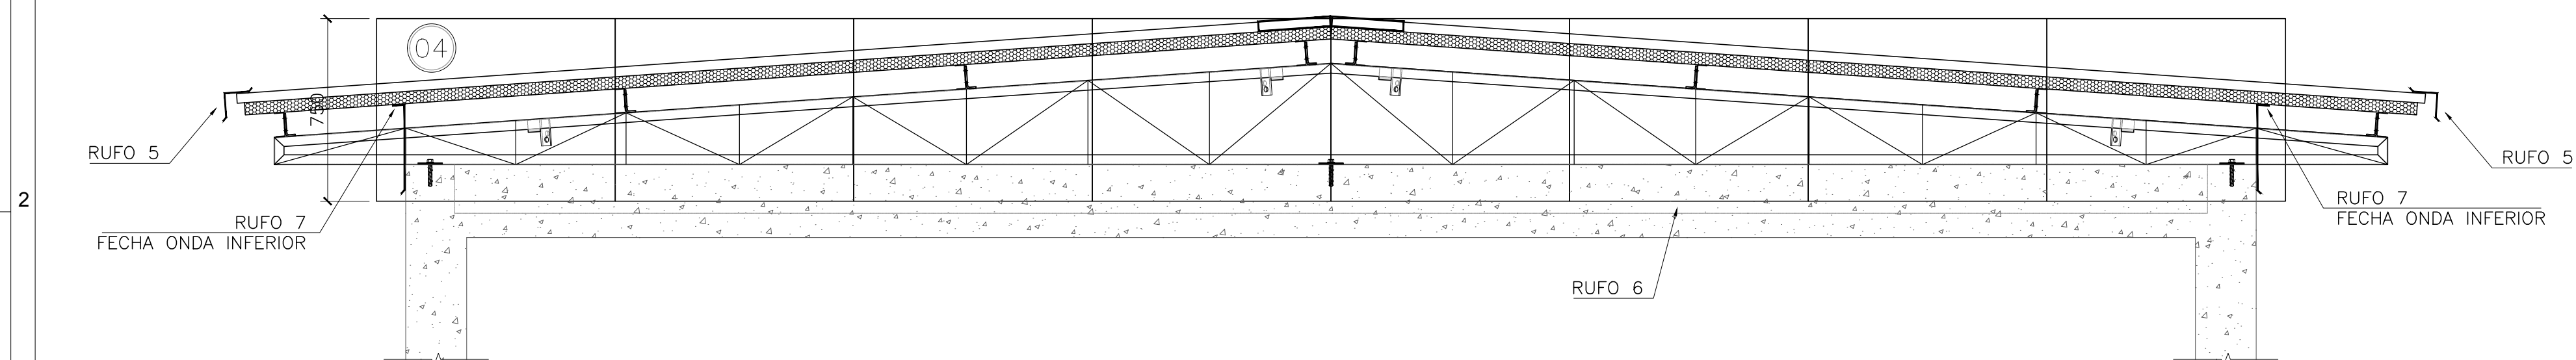 04
750
RUFO 5
2
RUFO 7
FECHA ONDA INFERIOR
RUFO 6
RUFO 5
RUFO 7
FECHA ONDA INFERIOR